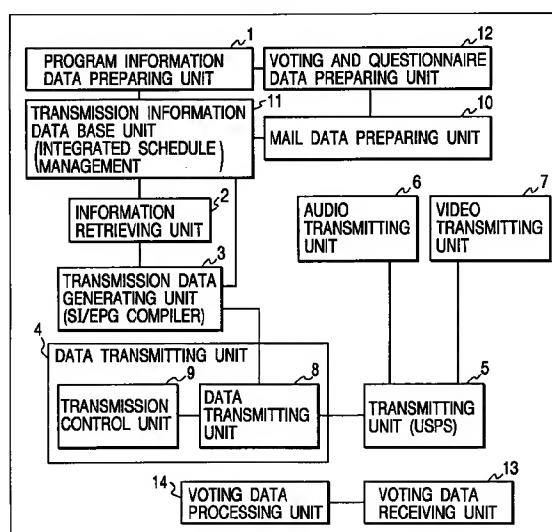 1
PROGRAM INFORMATION
DATA PREPARING UNIT
12
VOTING AND QUESTIONNAIRE
DATA PREPARING UNIT
11
TRANSMISSION INFORMATION
DATA BASE UNIT
(INTEGRATED SCHEDULE
MANAGEMENT)
10
MAIL DATA PREPARING UNIT
2
INFORMATION
RETRIEVING UNIT
6
AUDIO
TRANSMITTING
UNIT
7
VIDEO
TRANSMITTING
UNIT
3
TRANSMISSION DATA
GENERATING UNIT
(SI/EPG COMPILER)
4
DATA TRANSMITTING UNIT
9
TRANSMISSION
CONTROL UNIT
8
DATA
TRANSMITTING
UNIT
5
TRANSMITTING
UNIT (USPS)
14
VOTING DATA
PROCESSING UNIT
13
VOTING DATA
RECEIVING UNIT